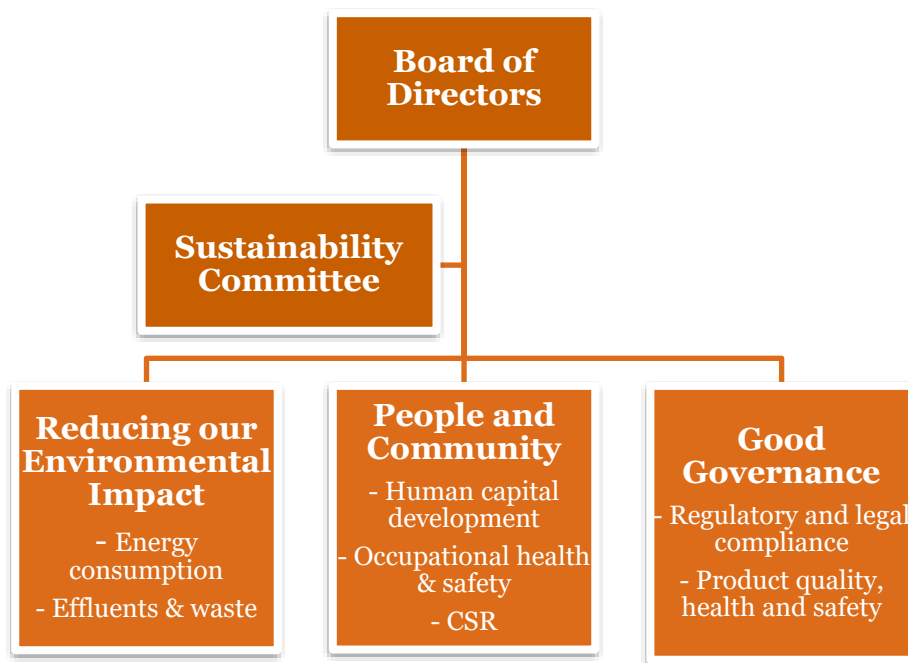 Board of
Directors
Sustainability
Committee
Reducing our
Environmental
Impact
- Energy
consumption
- Effluents & waste
People and
Community
- Human capital
development
- Occupational health
& safety
- CSR
Good
Governance
- Regulatory and legal
compliance
- Product quality,
health and safety